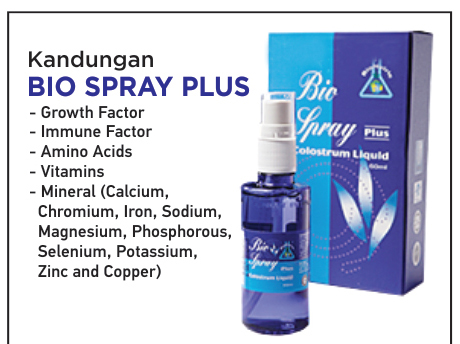 Kandungan
BIO SPRAY PLUS
- Growth Factor
- Immune Factor
- Amino Acids
- Vitamins
- Mineral (Calcium,
Chromium, Iron, Sodium,
Magnesium, Phosphorous,
Selenium, Potassium,
Zinc and Copper)
Bio
Spray Plus
Colostrum Liquid
60ml
Bio
Spray Plus
Colostrum Liquid